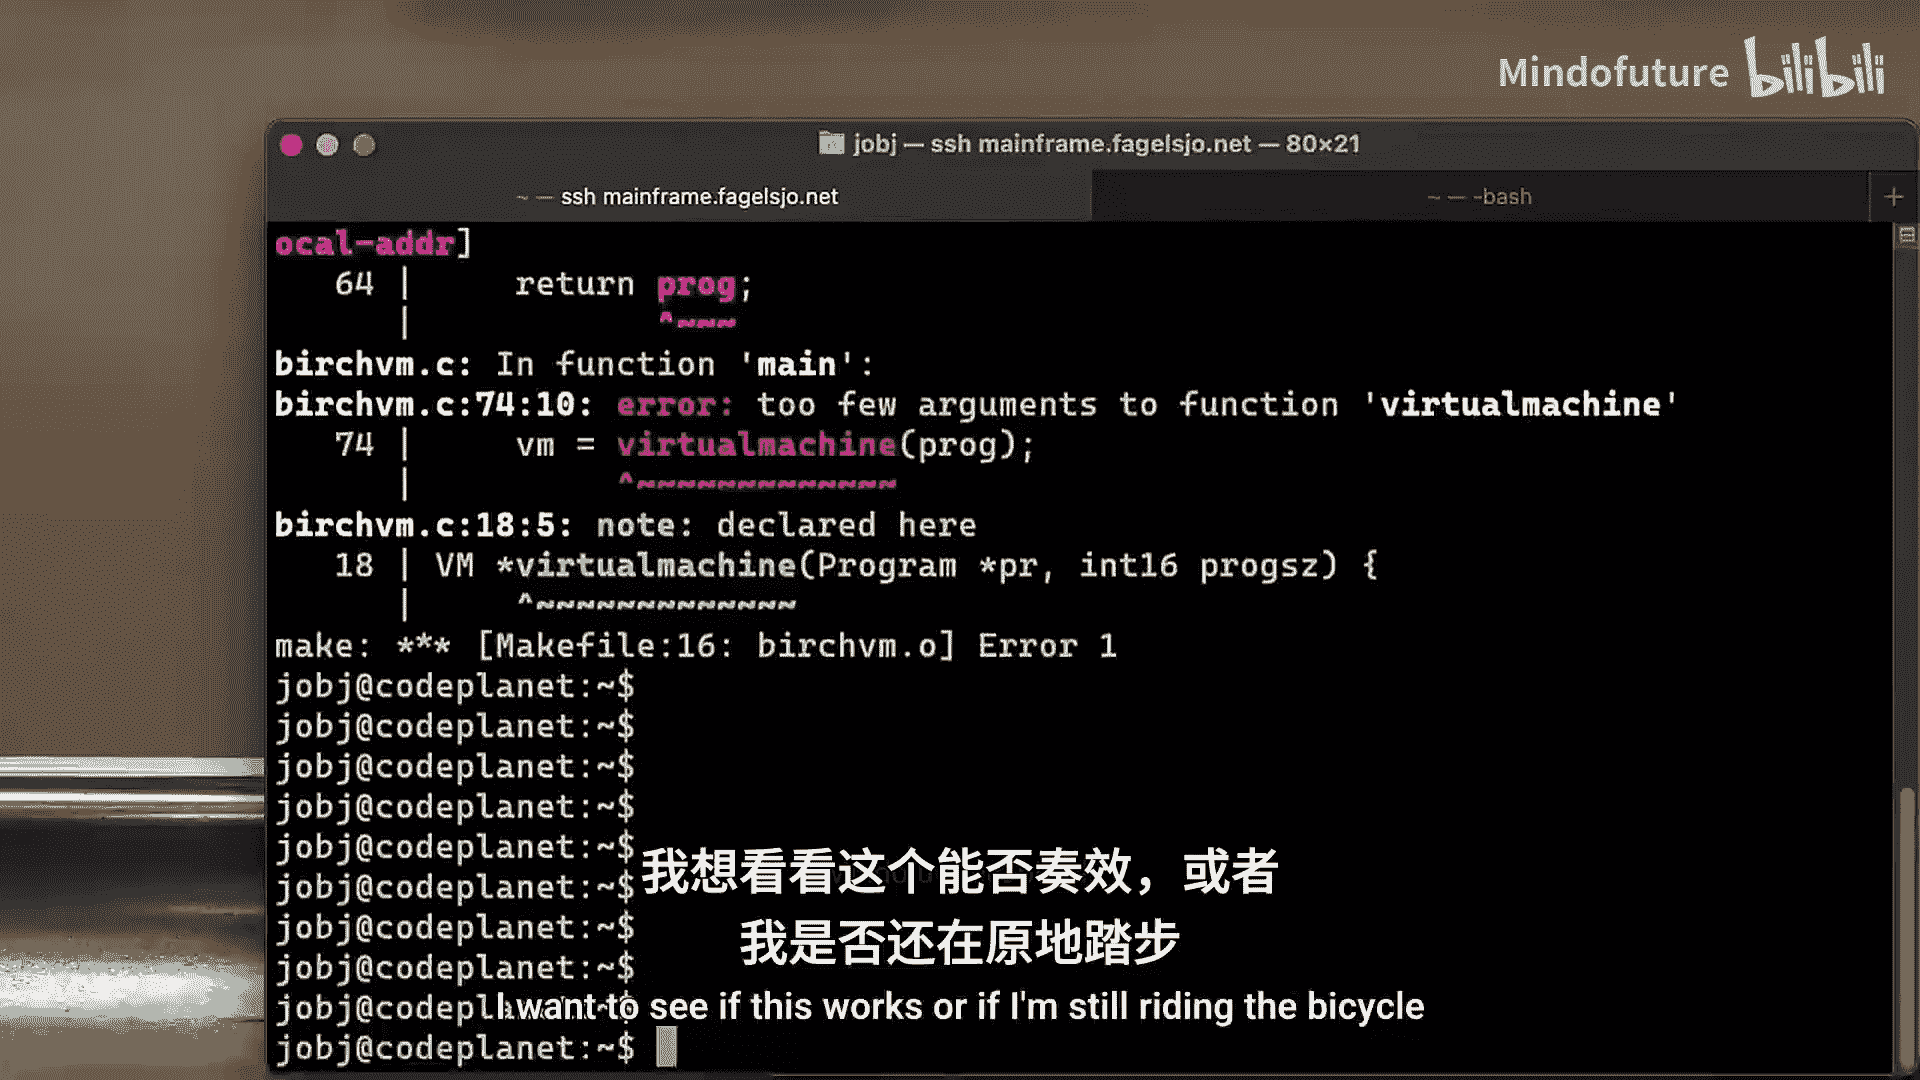 Mindofuture bilibili
jobj — ssh mainframe.fagelsjo.net — 80×21
~ — ssh mainframe.fagelsjo.net
~ — -bash
+
ocal-addr]
64 | return prog;
| ^~~~
birchvm.c: In function 'main':
birchvm.c:74:10: error: too few arguments to function 'virtualmachine'
74 | vm = virtualmachine(prog);
| ^~~~~~~~~~~~~~
birchvm.c:18:5: note: declared here
18 | VM *virtualmachine(Program *pr, int16 progsz) {
| ^~~~~~~~~~~~~~
make: *** [Makefile:16: birchvm.o] Error 1
jobj@codeplanet:~$
jobj@codeplanet:~$
jobj@codeplanet:~$
jobj@codeplanet:~$
jobj@codeplanet:~$
jobj@codeplanet:~$
jobj@codeplanet:~$
jobj@codeplanet:~$
jobj@codeplanet:~$
jobj@codeplanet:~$
我想看看这个能否奏效，或者
我是否还在原地踏步
I want to see if this works or if I'm still riding the bicycle